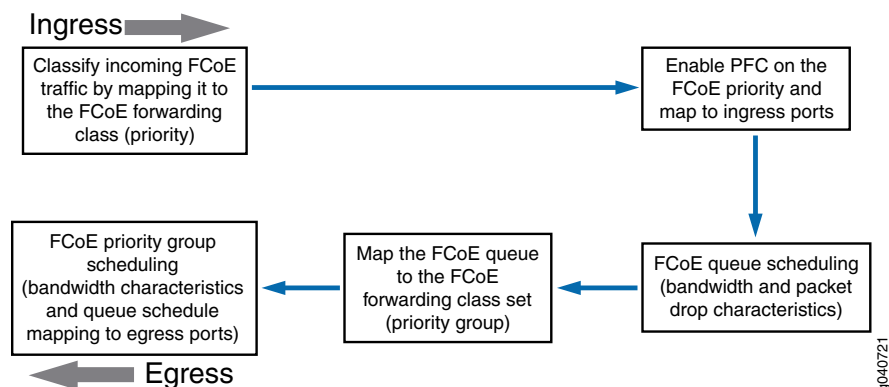 Ingress
Classify incoming FCoE
traffic by mapping it to
the FCoE forwarding
class (priority)
Enable PFC on the
FCoE priority and
map to ingress ports
FCoE queue scheduling
(bandwidth and packet
drop characteristics)
Map the FCoE queue
to the FCoE
forwarding class set
(priority group)
FCoE priority group
scheduling
(bandwidth characteristics
and queue schedule
mapping to egress ports)
Egress